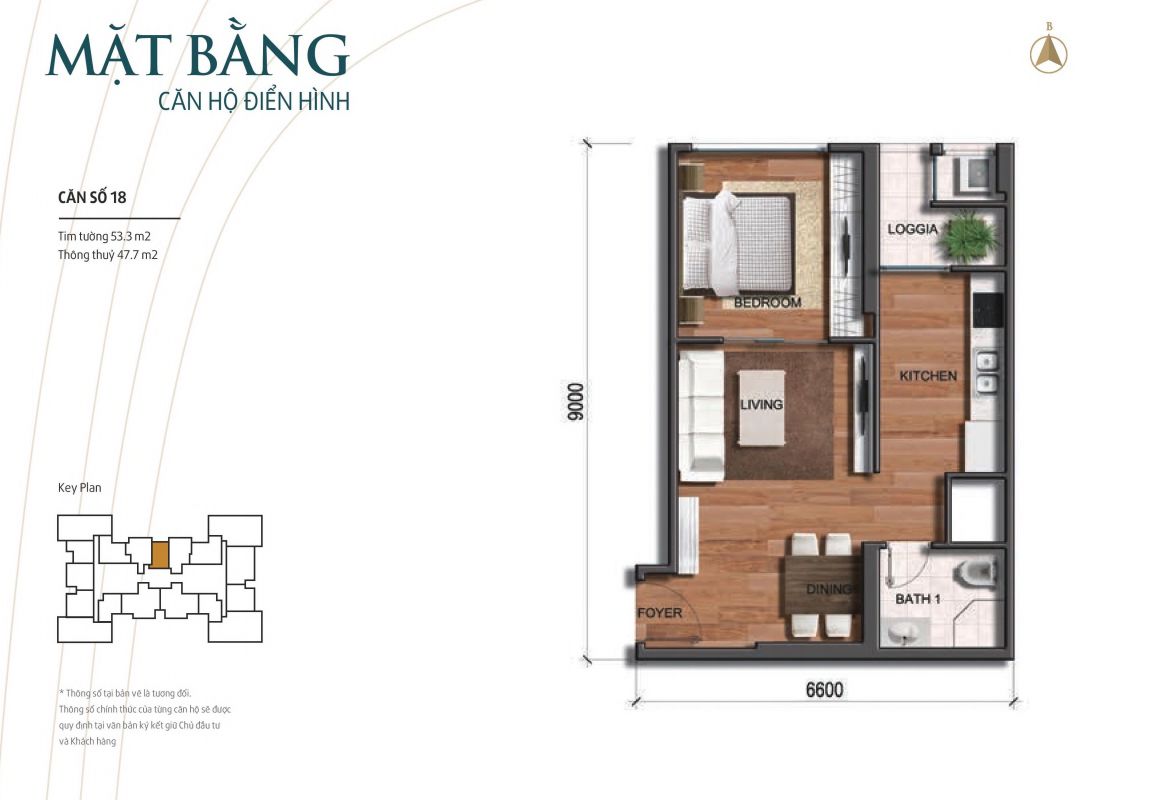 MẶT BẰNG
CĂN HỘ ĐIỂN HÌNH
B
CĂN SỐ 18
Tim tường 53.3 m2
Thông thuỷ 47.7 m2
LOGGIA
BEDROOM
KITCHEN
LIVING
9000
DINING
BATH 1
FOYER
6600
Key Plan
* Thông số tại bản vẽ là tương đối.
Thông số chính thức của từng căn hộ sẽ được
quy định tại văn bản ký kết giữ Chủ đầu tư
và Khách hàng